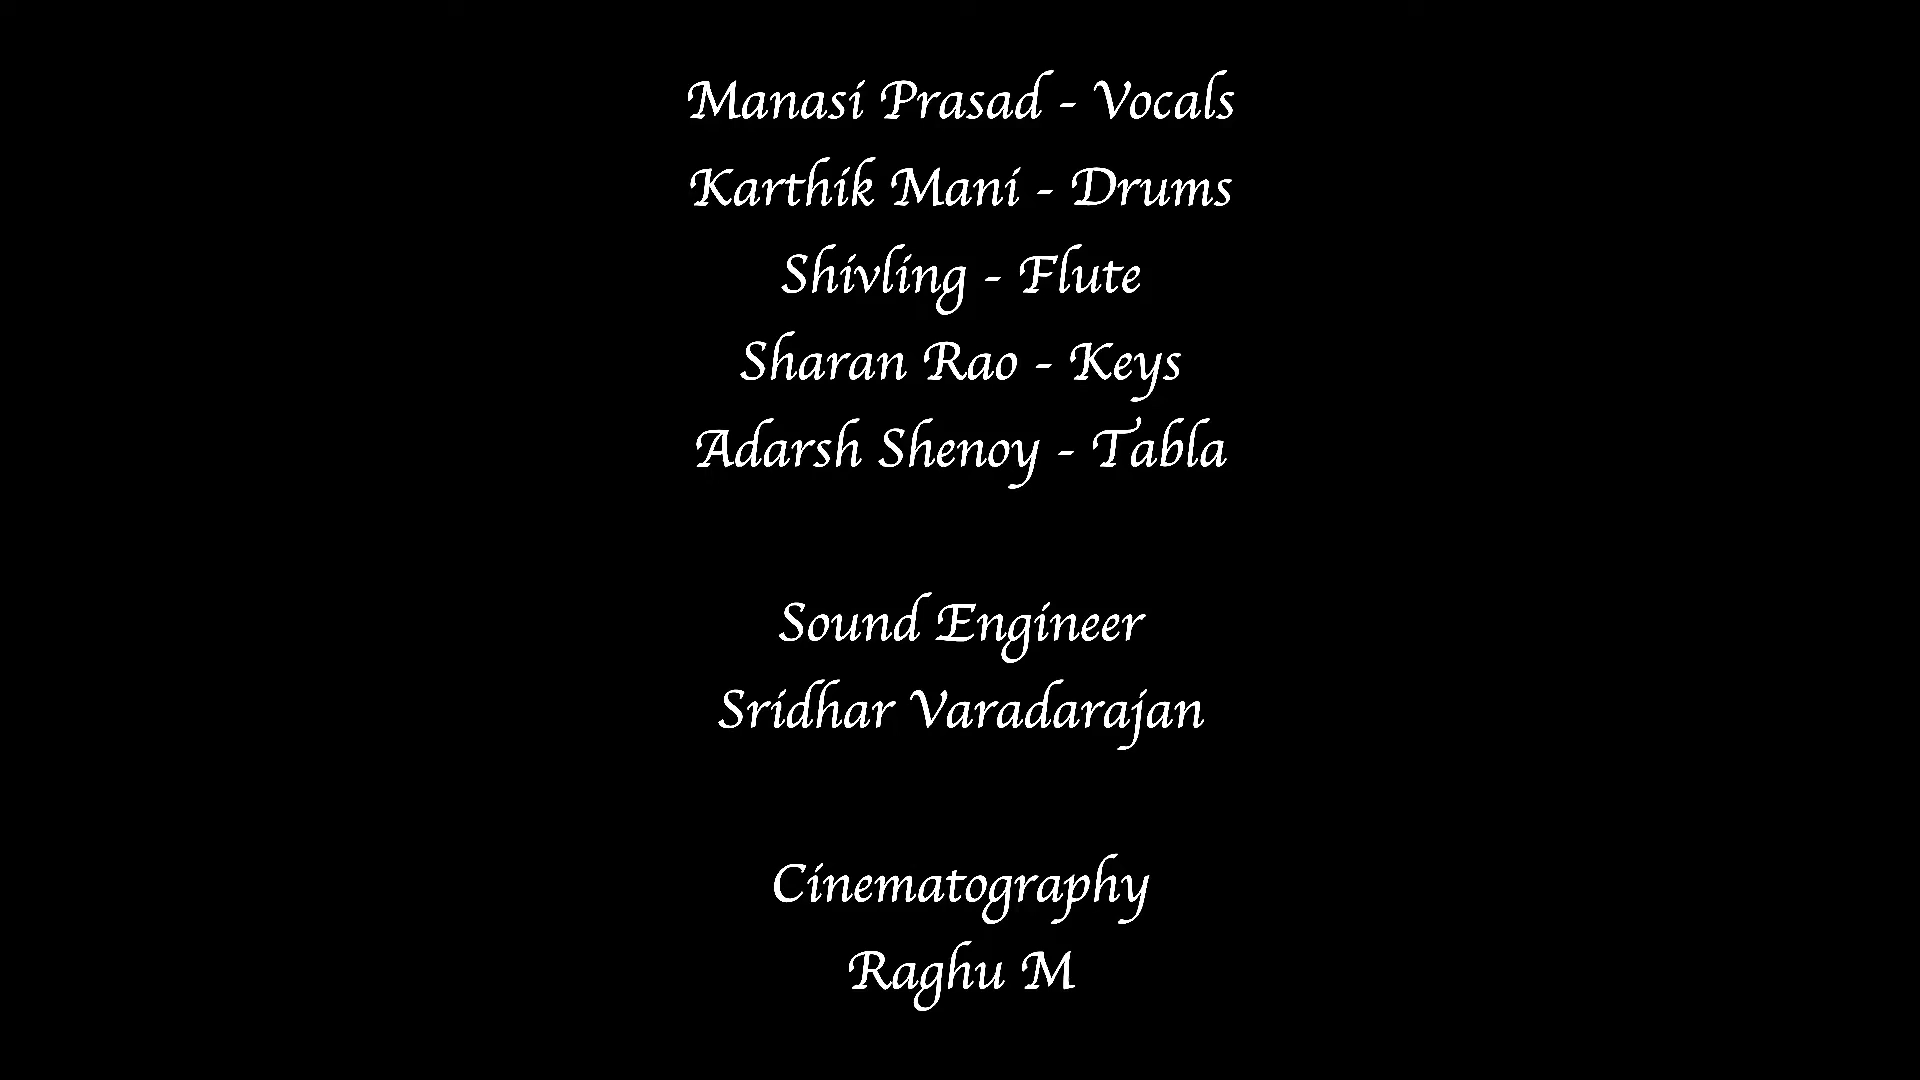 Manasi Prasad - Vocals
Karthik Mani - Drums
Shivling - Flute
Sharan Rao - Keys
Adarsh Shenoy - Tabla
Sound Engineer
Sridhar Varadarajan
Cinematography
Raghu M